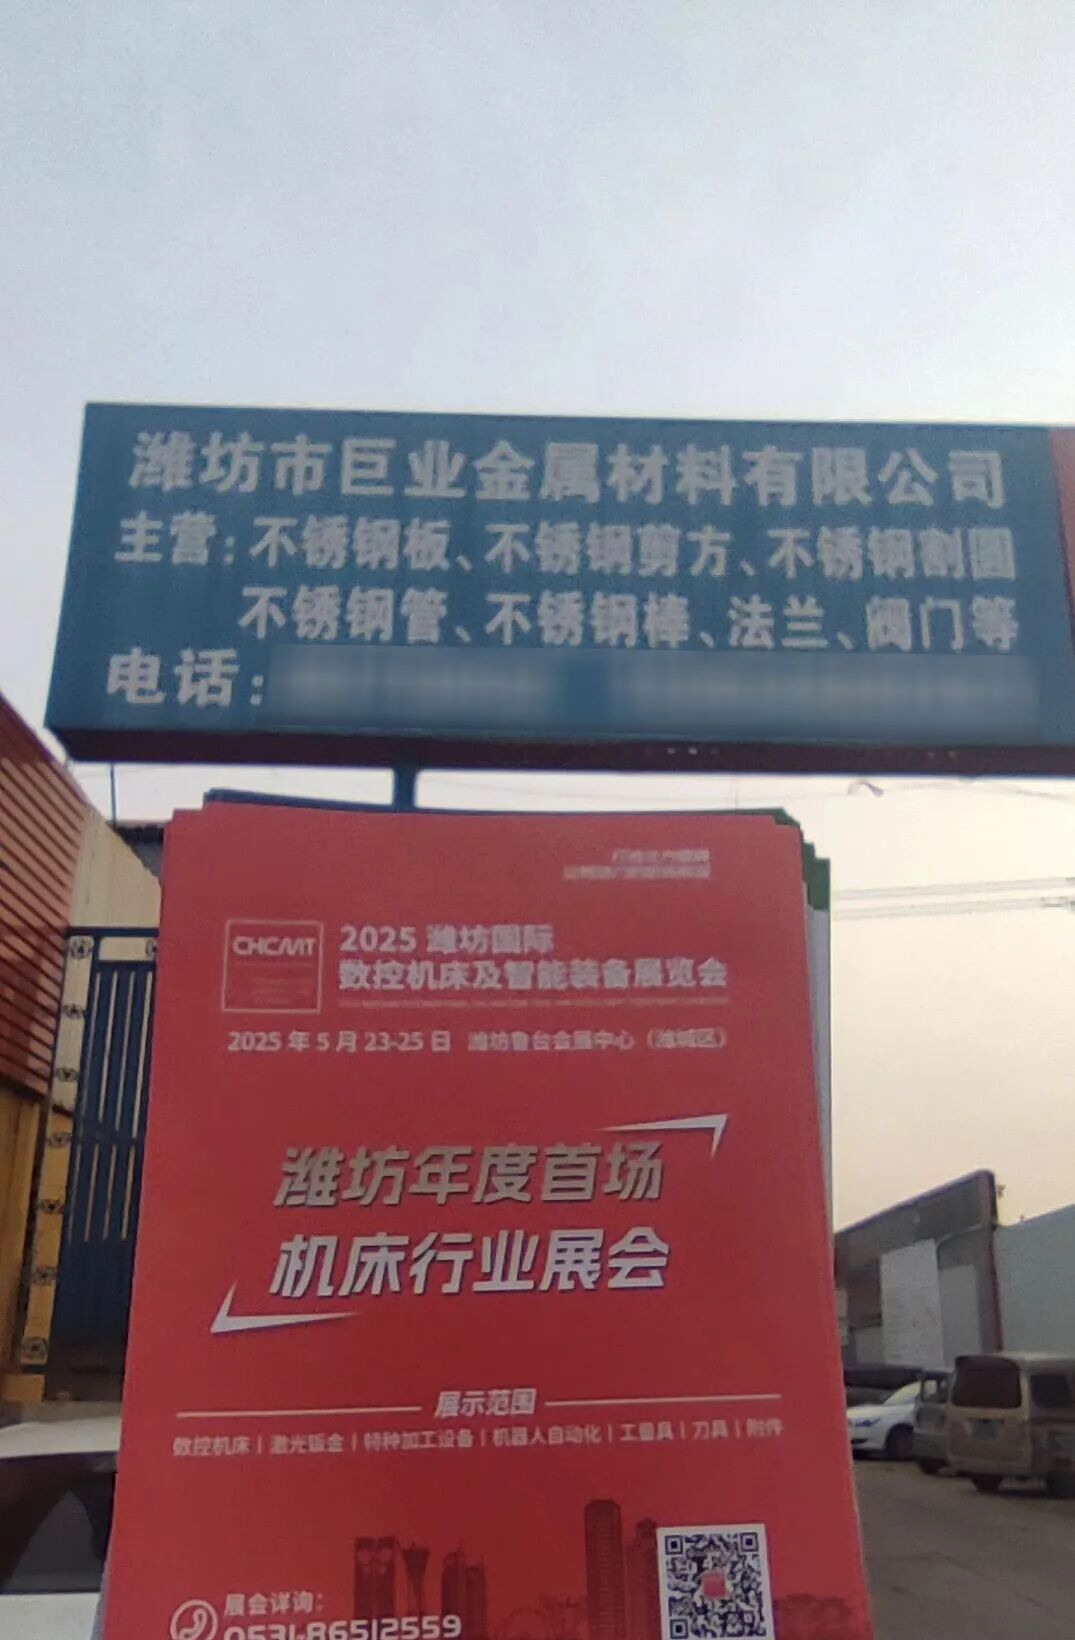 潍坊市巨业金属材料有限公司
主营：不锈钢板、不锈钢剪方、不锈钢割圆
不锈钢管、不锈钢棒、法兰、阀门等
电话：
CHCMT
2025 潍坊国际
数控机床及智能装备展览会
2025 年 5 月 23-25 日 潍坊鲁台会展中心（潍城区）
潍坊年度首场
机床行业展会
展示范围
数控机床 | 激光钣金 | 特种加工设备 | 机器人自动化 | 工量具 | 刀具 | 附件
展会详询：
0531-86512559